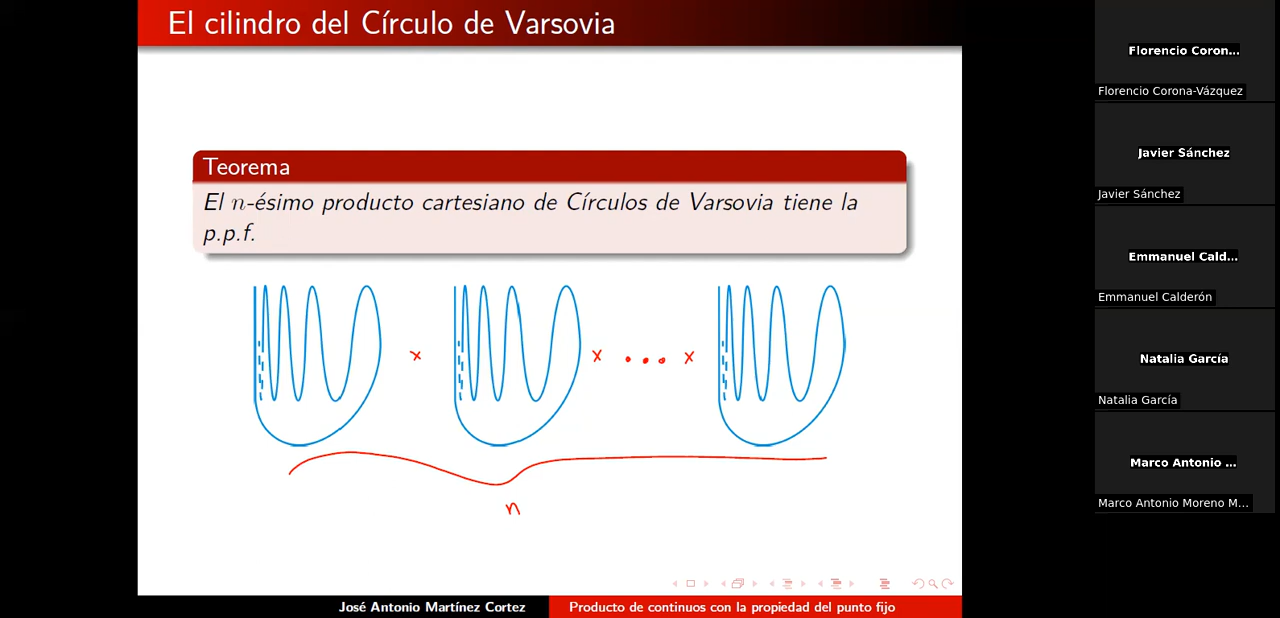 El cilindro del Círculo de Varsovia
Teorema
El n-ésimo producto cartesiano de Círculos de Varsovia tiene la
p.p.f.
x x ... x
n
José Antonio Martínez Cortez
Producto de continuos con la propiedad del punto fijo
Florencio Coron...
Florencio Corona-Vázquez
Javier Sánchez
Javier Sánchez
Emmanuel Cald...
Emmanuel Calderón
Natalia García
Natalia García
Marco Antonio ...
Marco Antonio Moreno M...